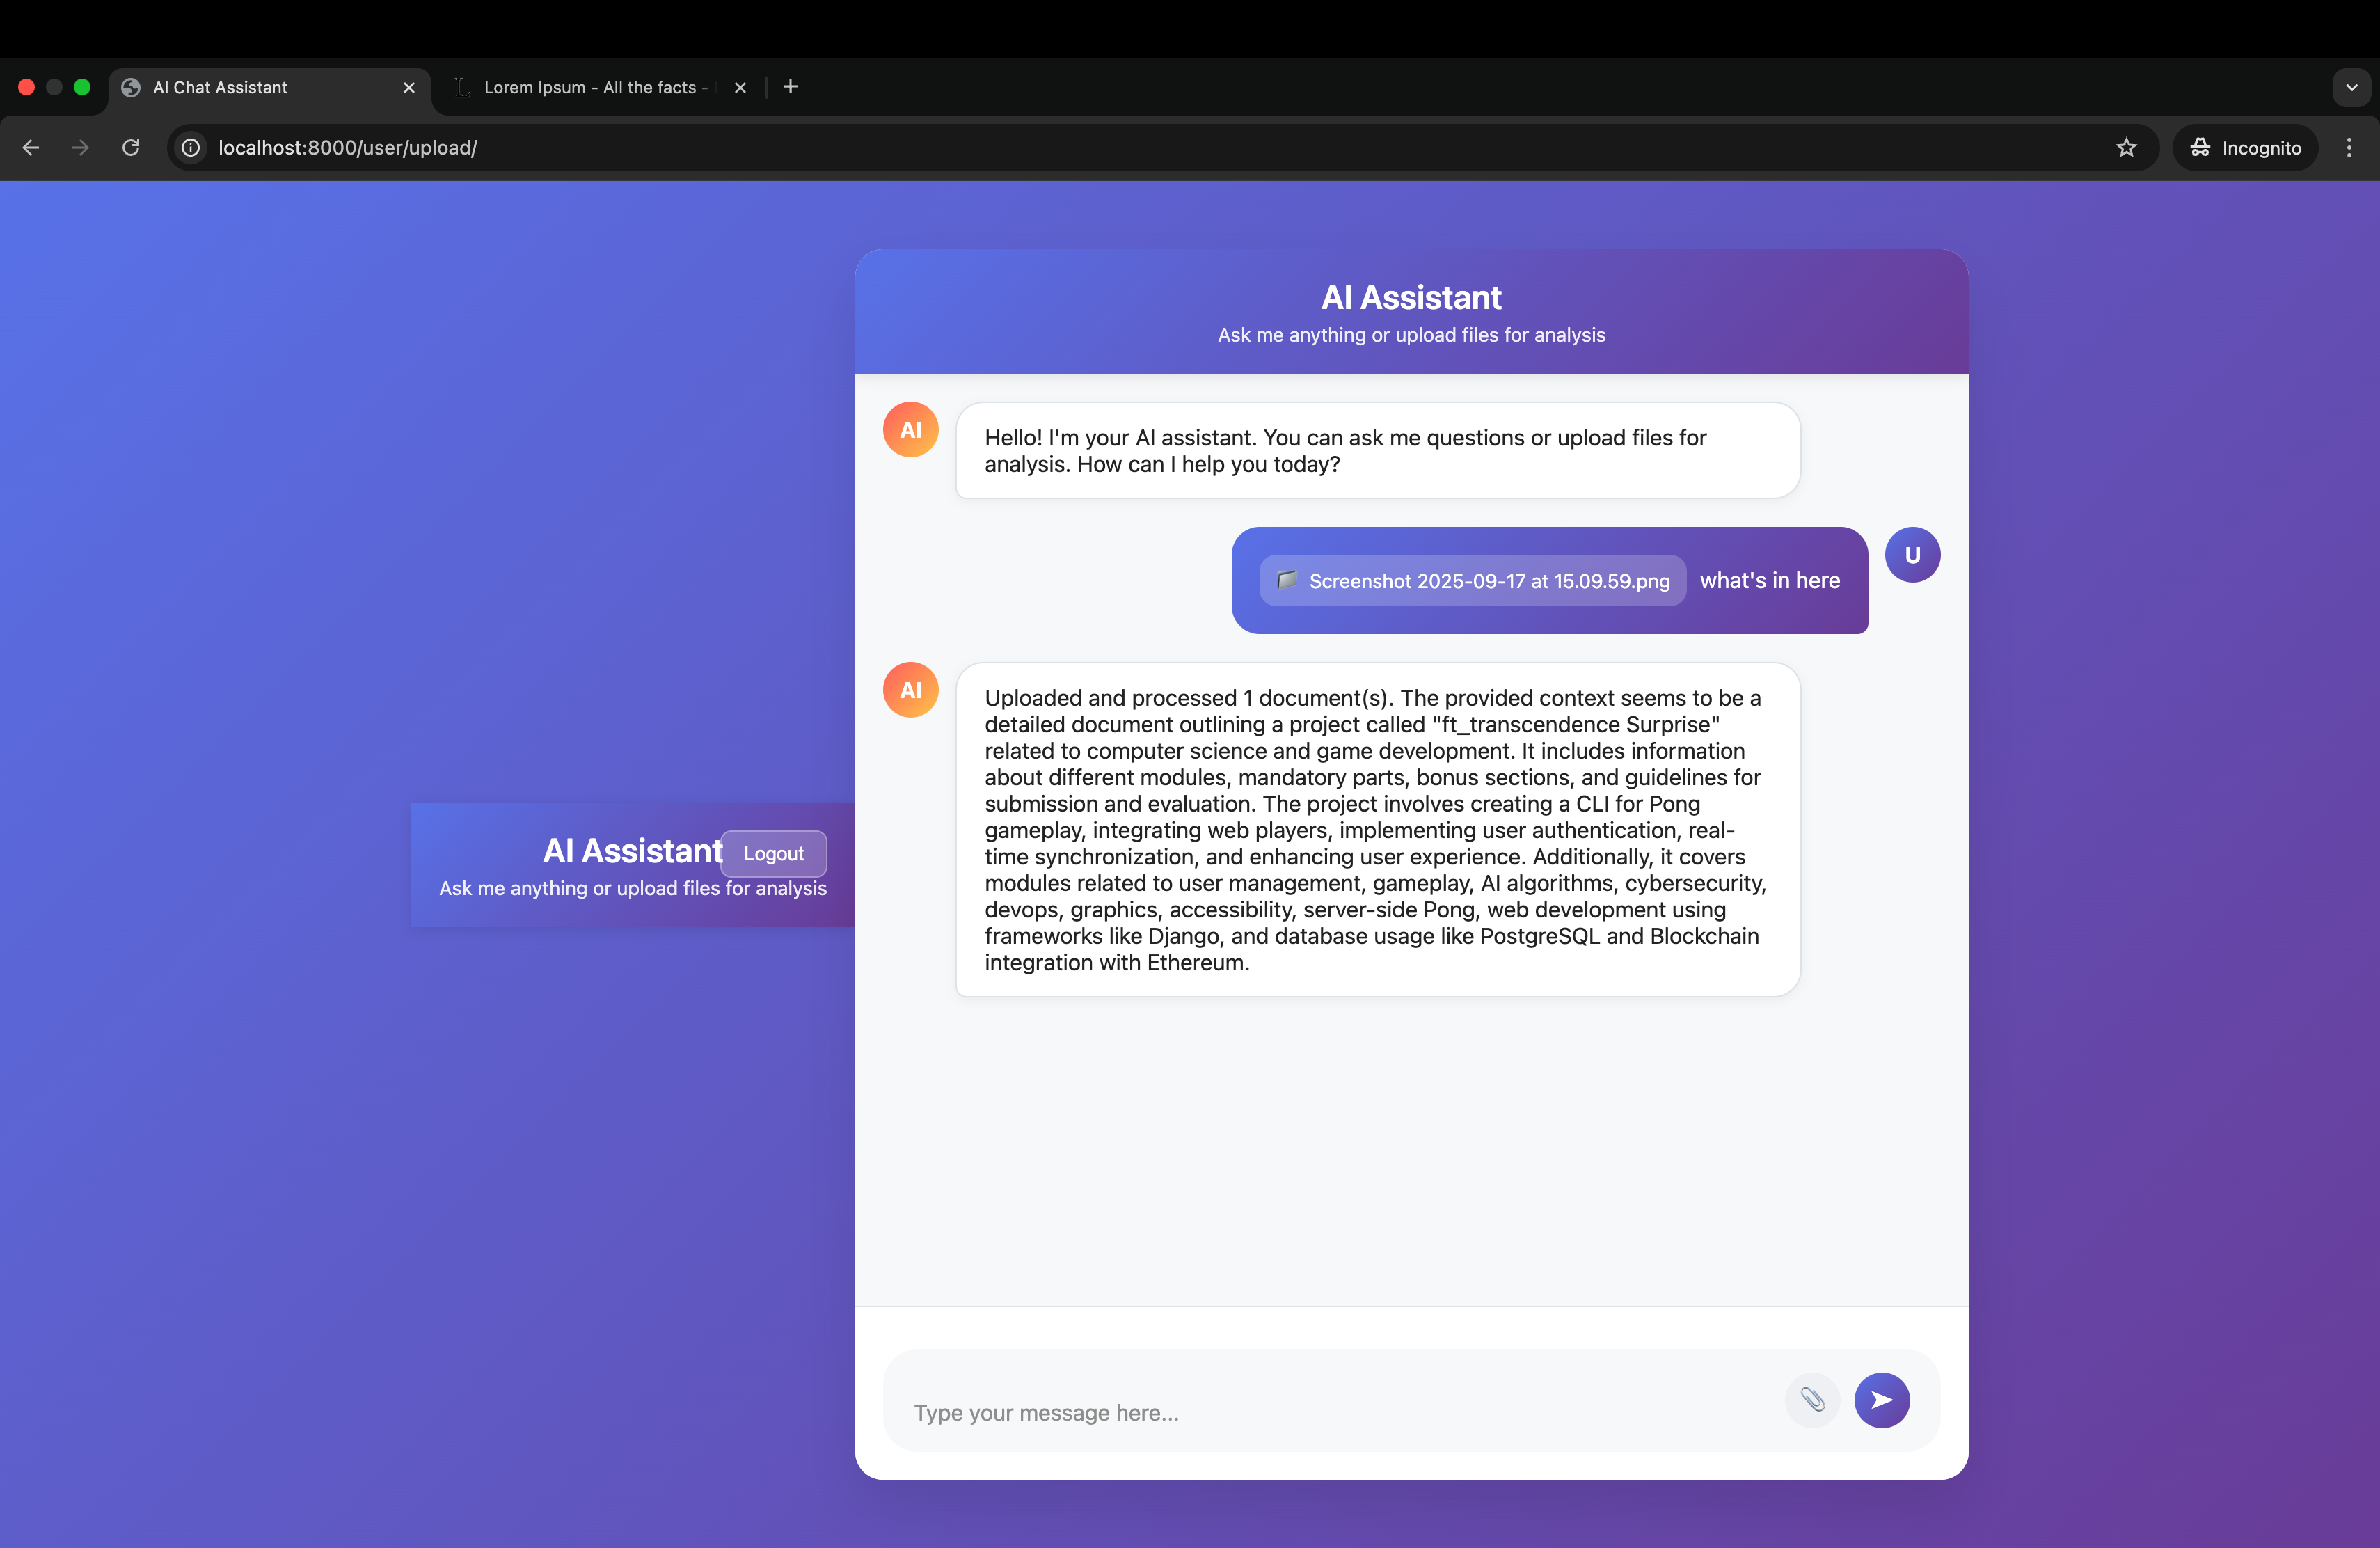 AI Chat Assistant
Lorem Ipsum - All the facts -
localhost:8000/user/upload/
Incognito
AI Assistant
Ask me anything or upload files for analysis
AI
Hello! I'm your AI assistant. You can ask me questions or upload files for
analysis. How can I help you today?
Screenshot 2025-09-17 at 15.09.59.png what's in here
U
AI
Uploaded and processed 1 document(s). The provided context seems to be a
detailed document outlining a project called "ft_transcendence Surprise"
related to computer science and game development. It includes information
about different modules, mandatory parts, bonus sections, and guidelines for
submission and evaluation. The project involves creating a CLI for Pong
gameplay, integrating web players, implementing user authentication, real-
time synchronization, and enhancing user experience. Additionally, it covers
modules related to user management, gameplay, AI algorithms, cybersecurity,
devops, graphics, accessibility, server-side Pong, web development using
frameworks like Django, and database usage like PostgreSQL and Blockchain
integration with Ethereum.
AI Assistant
Logout
Ask me anything or upload files for analysis
Type your message here...